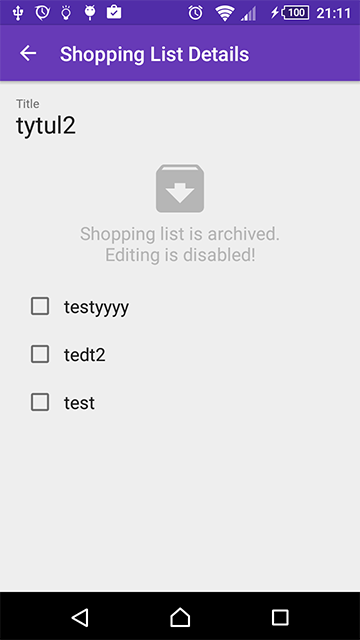 100 21:11
Shopping List Details
Title
tytul2
Shopping list is archived.
Editing is disabled!
testyyyy
tedt2
test